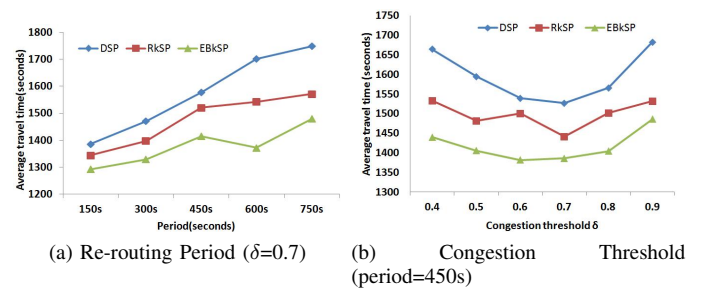 1800
1700
1600
1500
1400
1300
1200
Average travel time(seconds)
DSP RkSP EBkSP
150s 300s 450s 600s 750s
Period(seconds)
(a) Re-routing Period (δ=0.7)
1750
1700
1650
1600
1550
1500
1450
1400
1350
1300
Average travel time(seconds)
DSP RkSP EBkSP
0.4 0.5 0.6 0.7 0.8 0.9
Congestion threshold δ
(b) Congestion Threshold
(period=450s)